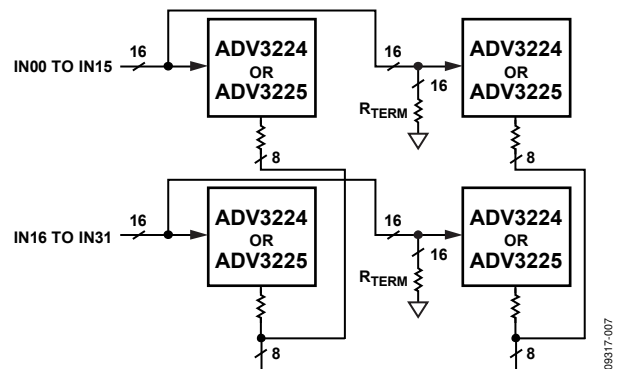 16
ADV3224
OR
ADV3225
16
ADV3224
OR
ADV3225
IN00 TO IN15
16
RTERM
8
8
16
ADV3224
OR
ADV3225
16
ADV3224
OR
ADV3225
IN16 TO IN31
16
RTERM
8
8
09317-007